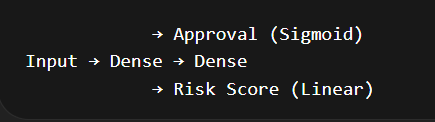 → Approval (Sigmoid)
Input → Dense → Dense
→ Risk Score (Linear)